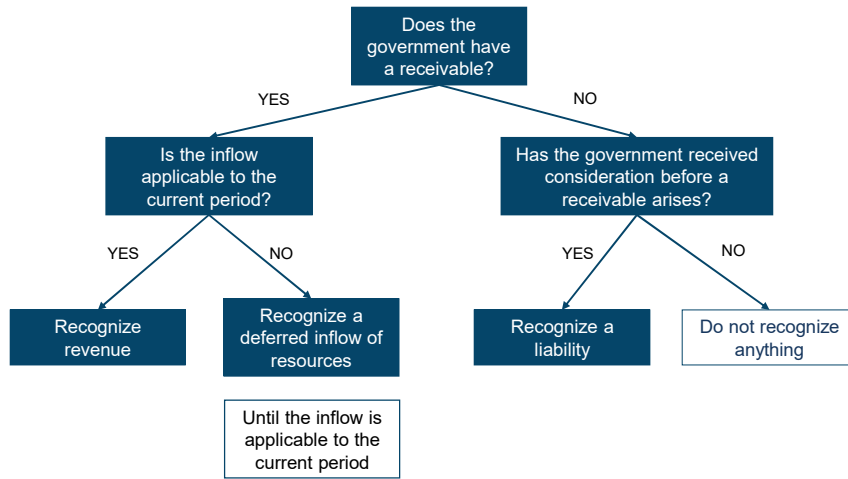 Does the
government have
a receivable?
YES
NO
Is the inflow
applicable to the
current period?
Has the government received
consideration before a
receivable arises?
YES
NO
YES
NO
Recognize
revenue
Recognize a
deferred inflow of
resources
Recognize a
liability
Do not recognize
anything
Until the inflow is
applicable to the
current period